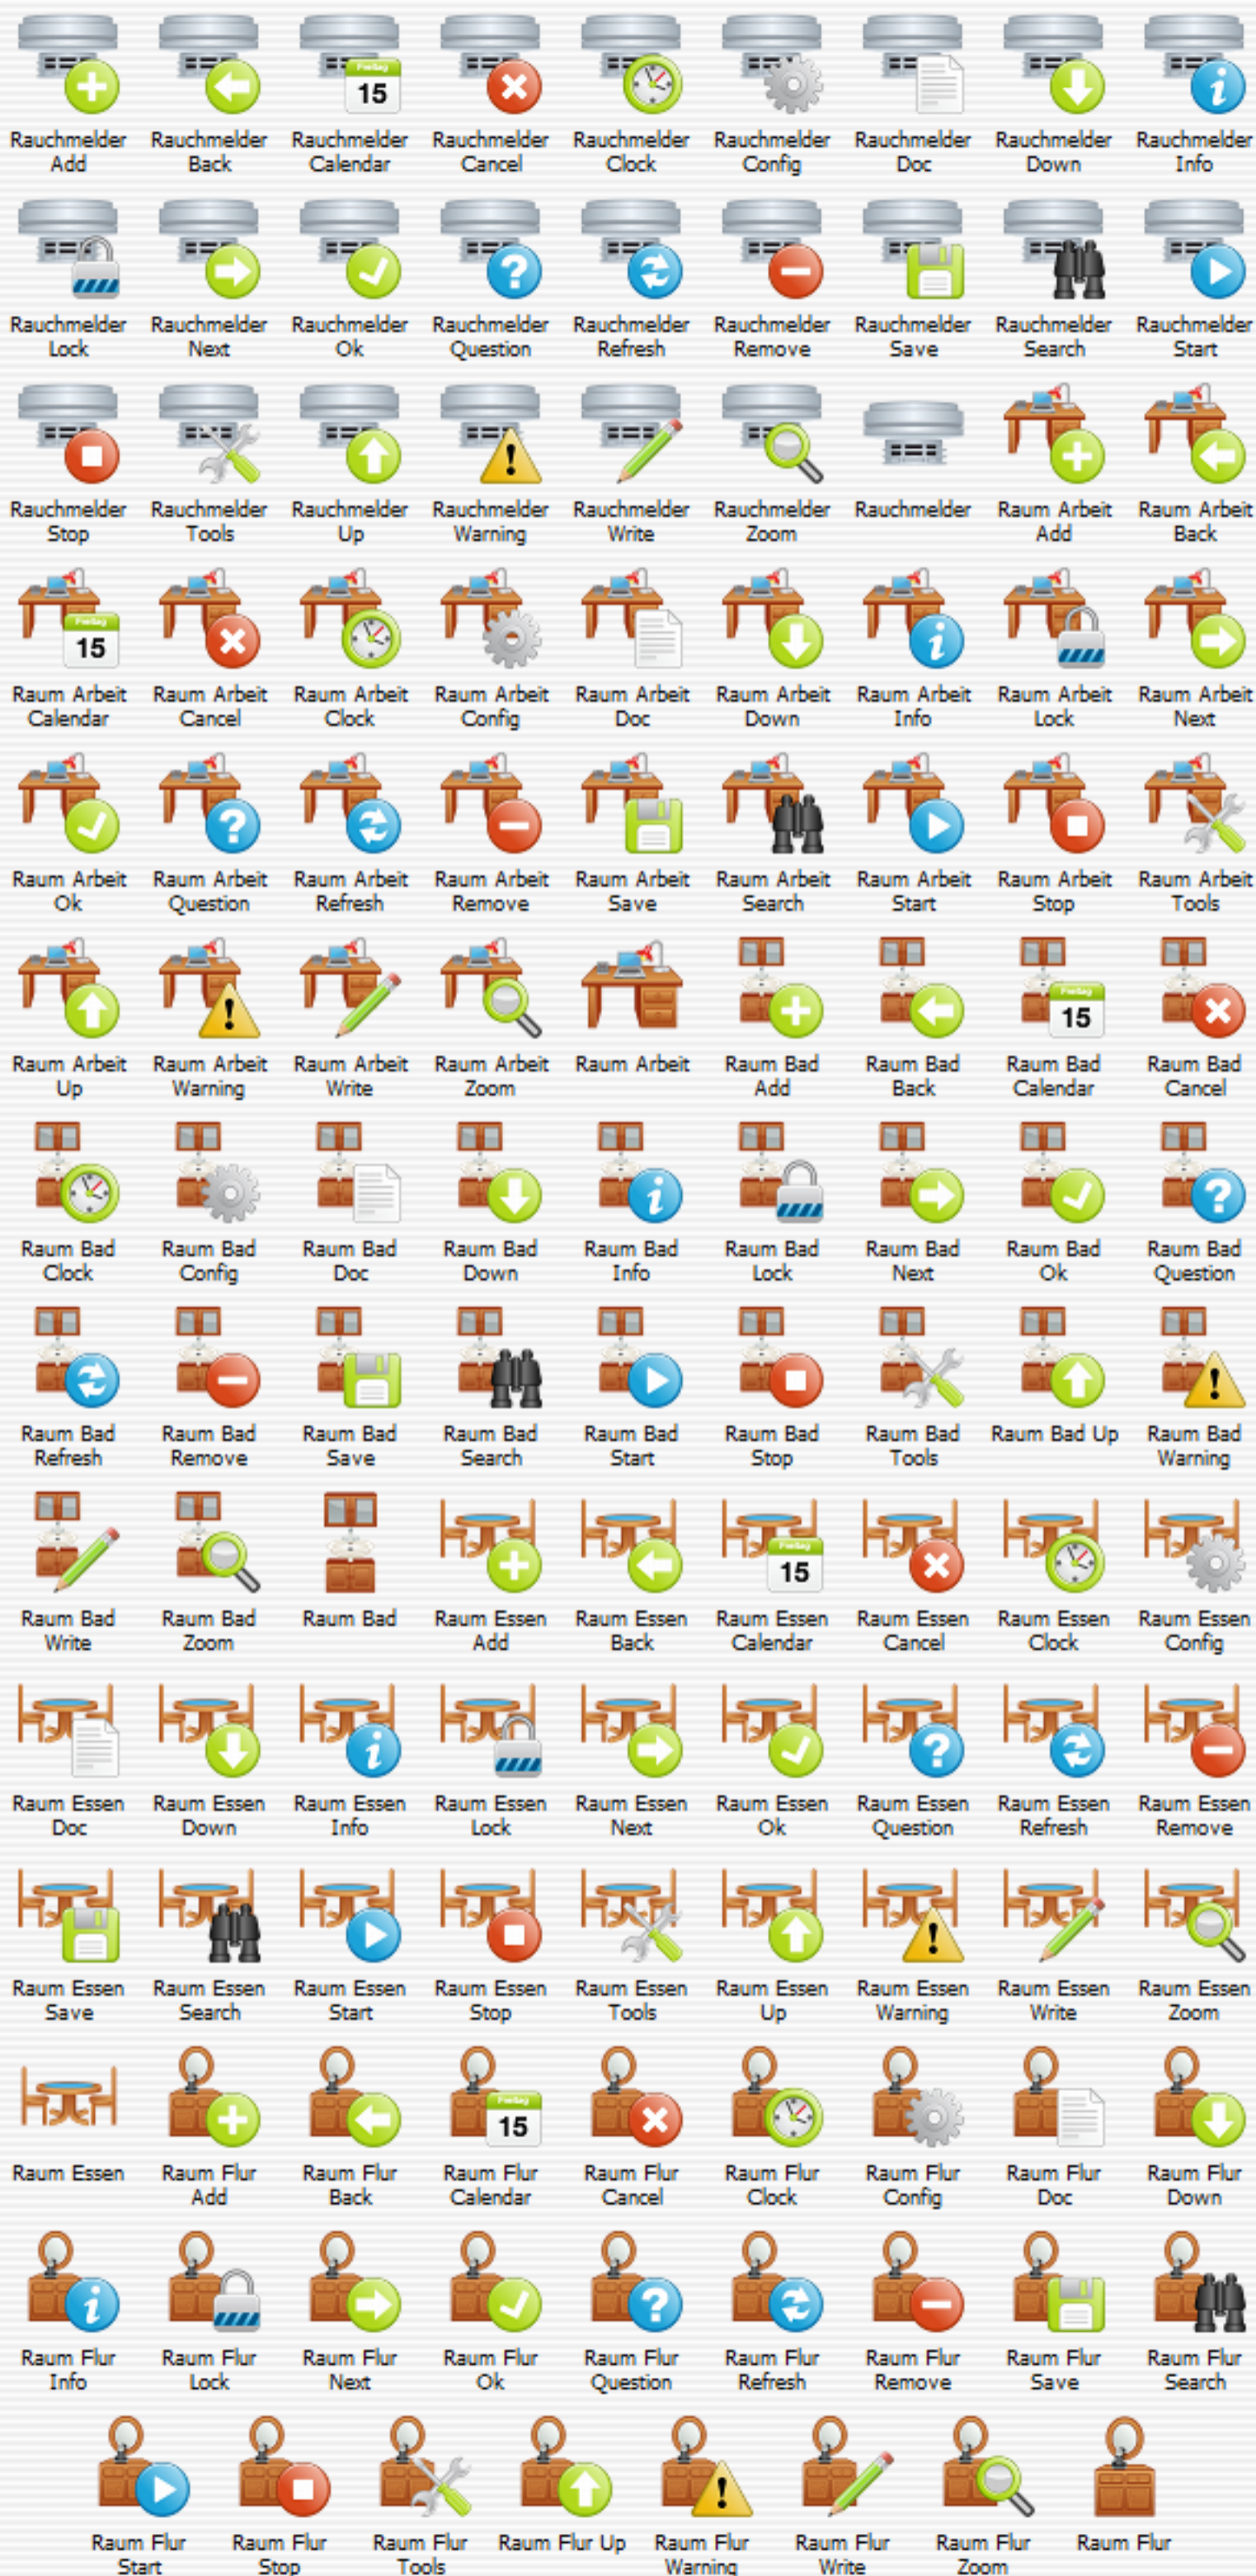 Freitag
15
Rauchmelder Rauchmelder Rauchmelder Rauchmelder Rauchmelder Rauchmelder Rauchmelder Rauchmelder Rauchmelder
Add Back Calendar Cancel Clock Config Doc Down Info
Rauchmelder Rauchmelder Rauchmelder Rauchmelder Rauchmelder Rauchmelder Rauchmelder Rauchmelder Rauchmelder
Lock Next Ok Question Refresh Remove Save Search Start
Rauchmelder Rauchmelder Rauchmelder Rauchmelder Rauchmelder Rauchmelder Rauchmelder Raum Arbeit Raum Arbeit
Stop Tools Up Warning Write Zoom Add Back
Freitag
15
Raum Arbeit Raum Arbeit Raum Arbeit Raum Arbeit Raum Arbeit Raum Arbeit Raum Arbeit Raum Arbeit Raum Arbeit
Calendar Cancel Clock Config Doc Down Info Lock Next
Raum Arbeit Raum Arbeit Raum Arbeit Raum Arbeit Raum Arbeit Raum Arbeit Raum Arbeit Raum Arbeit Raum Arbeit
Ok Question Refresh Remove Save Search Start Stop Tools
Freitag
15
Raum Arbeit Raum Arbeit Raum Arbeit Raum Arbeit Raum Arbeit Raum Bad Raum Bad Raum Bad Raum Bad
Up Warning Write Zoom Add Back Calendar Cancel
Raum Bad Raum Bad Raum Bad Raum Bad Raum Bad Raum Bad Raum Bad Raum Bad Raum Bad
Clock Config Doc Down Info Lock Next Ok Question
Raum Bad Raum Bad Raum Bad Raum Bad Raum Bad Raum Bad Raum Bad Raum Bad Up Raum Bad
Refresh Remove Save Search Start Stop Tools Warning
Freitag
15
Raum Bad Raum Bad Raum Bad Raum Essen Raum Essen Raum Essen Raum Essen Raum Essen Raum Essen
Write Zoom Add Back Calendar Cancel Clock Config
Raum Essen Raum Essen Raum Essen Raum Essen Raum Essen Raum Essen Raum Essen Raum Essen Raum Essen
Doc Down Info Lock Next Ok Question Refresh Remove
Raum Essen Raum Essen Raum Essen Raum Essen Raum Essen Raum Essen Raum Essen Raum Essen Raum Essen
Save Search Start Stop Tools Up Warning Write Zoom
Freitag
15
Raum Essen Raum Flur Raum Flur Raum Flur Raum Flur Raum Flur Raum Flur Raum Flur Raum Flur
Add Back Calendar Cancel Clock Config Doc Down
Raum Flur Raum Flur Raum Flur Raum Flur Raum Flur Raum Flur Raum Flur Raum Flur Raum Flur
Info Lock Next Ok Question Refresh Remove Save Search
Raum Flur Raum Flur Raum Flur Raum Flur Up Raum Flur Raum Flur Raum Flur Raum Flur
Start Stop Tools Warning Write Zoom